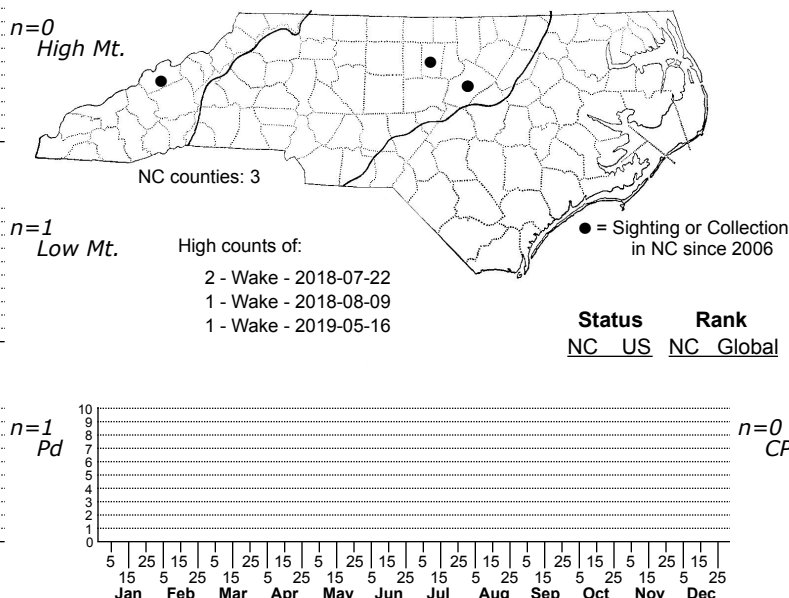 n=0
High Mt.
NC counties: 3
n=1
Low Mt.
High counts of:
2 - Wake - 2018-07-22
1 - Wake - 2018-08-09
1 - Wake - 2019-05-16
● = Sighting or Collection
in NC since 2006
Status Rank
NC US NC Global
n=1
Pd
n=0
CP
10
9
8
7
6
5
4
3
2
1
0
5 25 15 5 25 15 5 25 15 5 25 15 5 25 15 5 25 15
15 5 25 15 5 25 15 5 25 15 5 25 15 5 25 15 5 25
Jan Feb Mar Apr May Jun Jul Aug Sep Oct Nov Dec